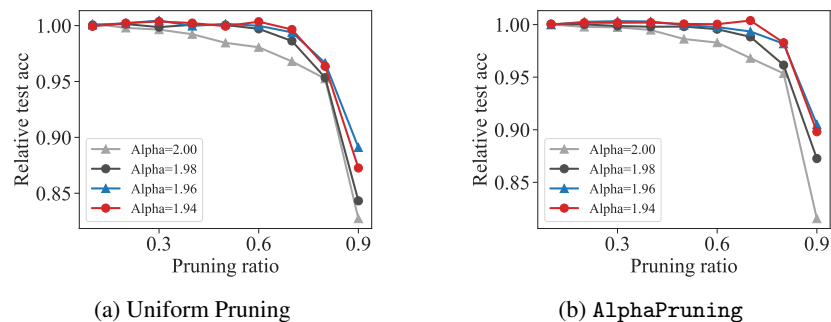 Relative test acc
1.00
0.95
0.90
0.85
Alpha=2.00
Alpha=1.98
Alpha=1.96
Alpha=1.94
0.3
0.6
0.9
Pruning ratio
(a) Uniform Pruning
Relative test acc
1.00
0.95
0.90
0.85
Alpha=2.00
Alpha=1.98
Alpha=1.96
Alpha=1.94
0.3
0.6
0.9
Pruning ratio
(b) AlphaPruning